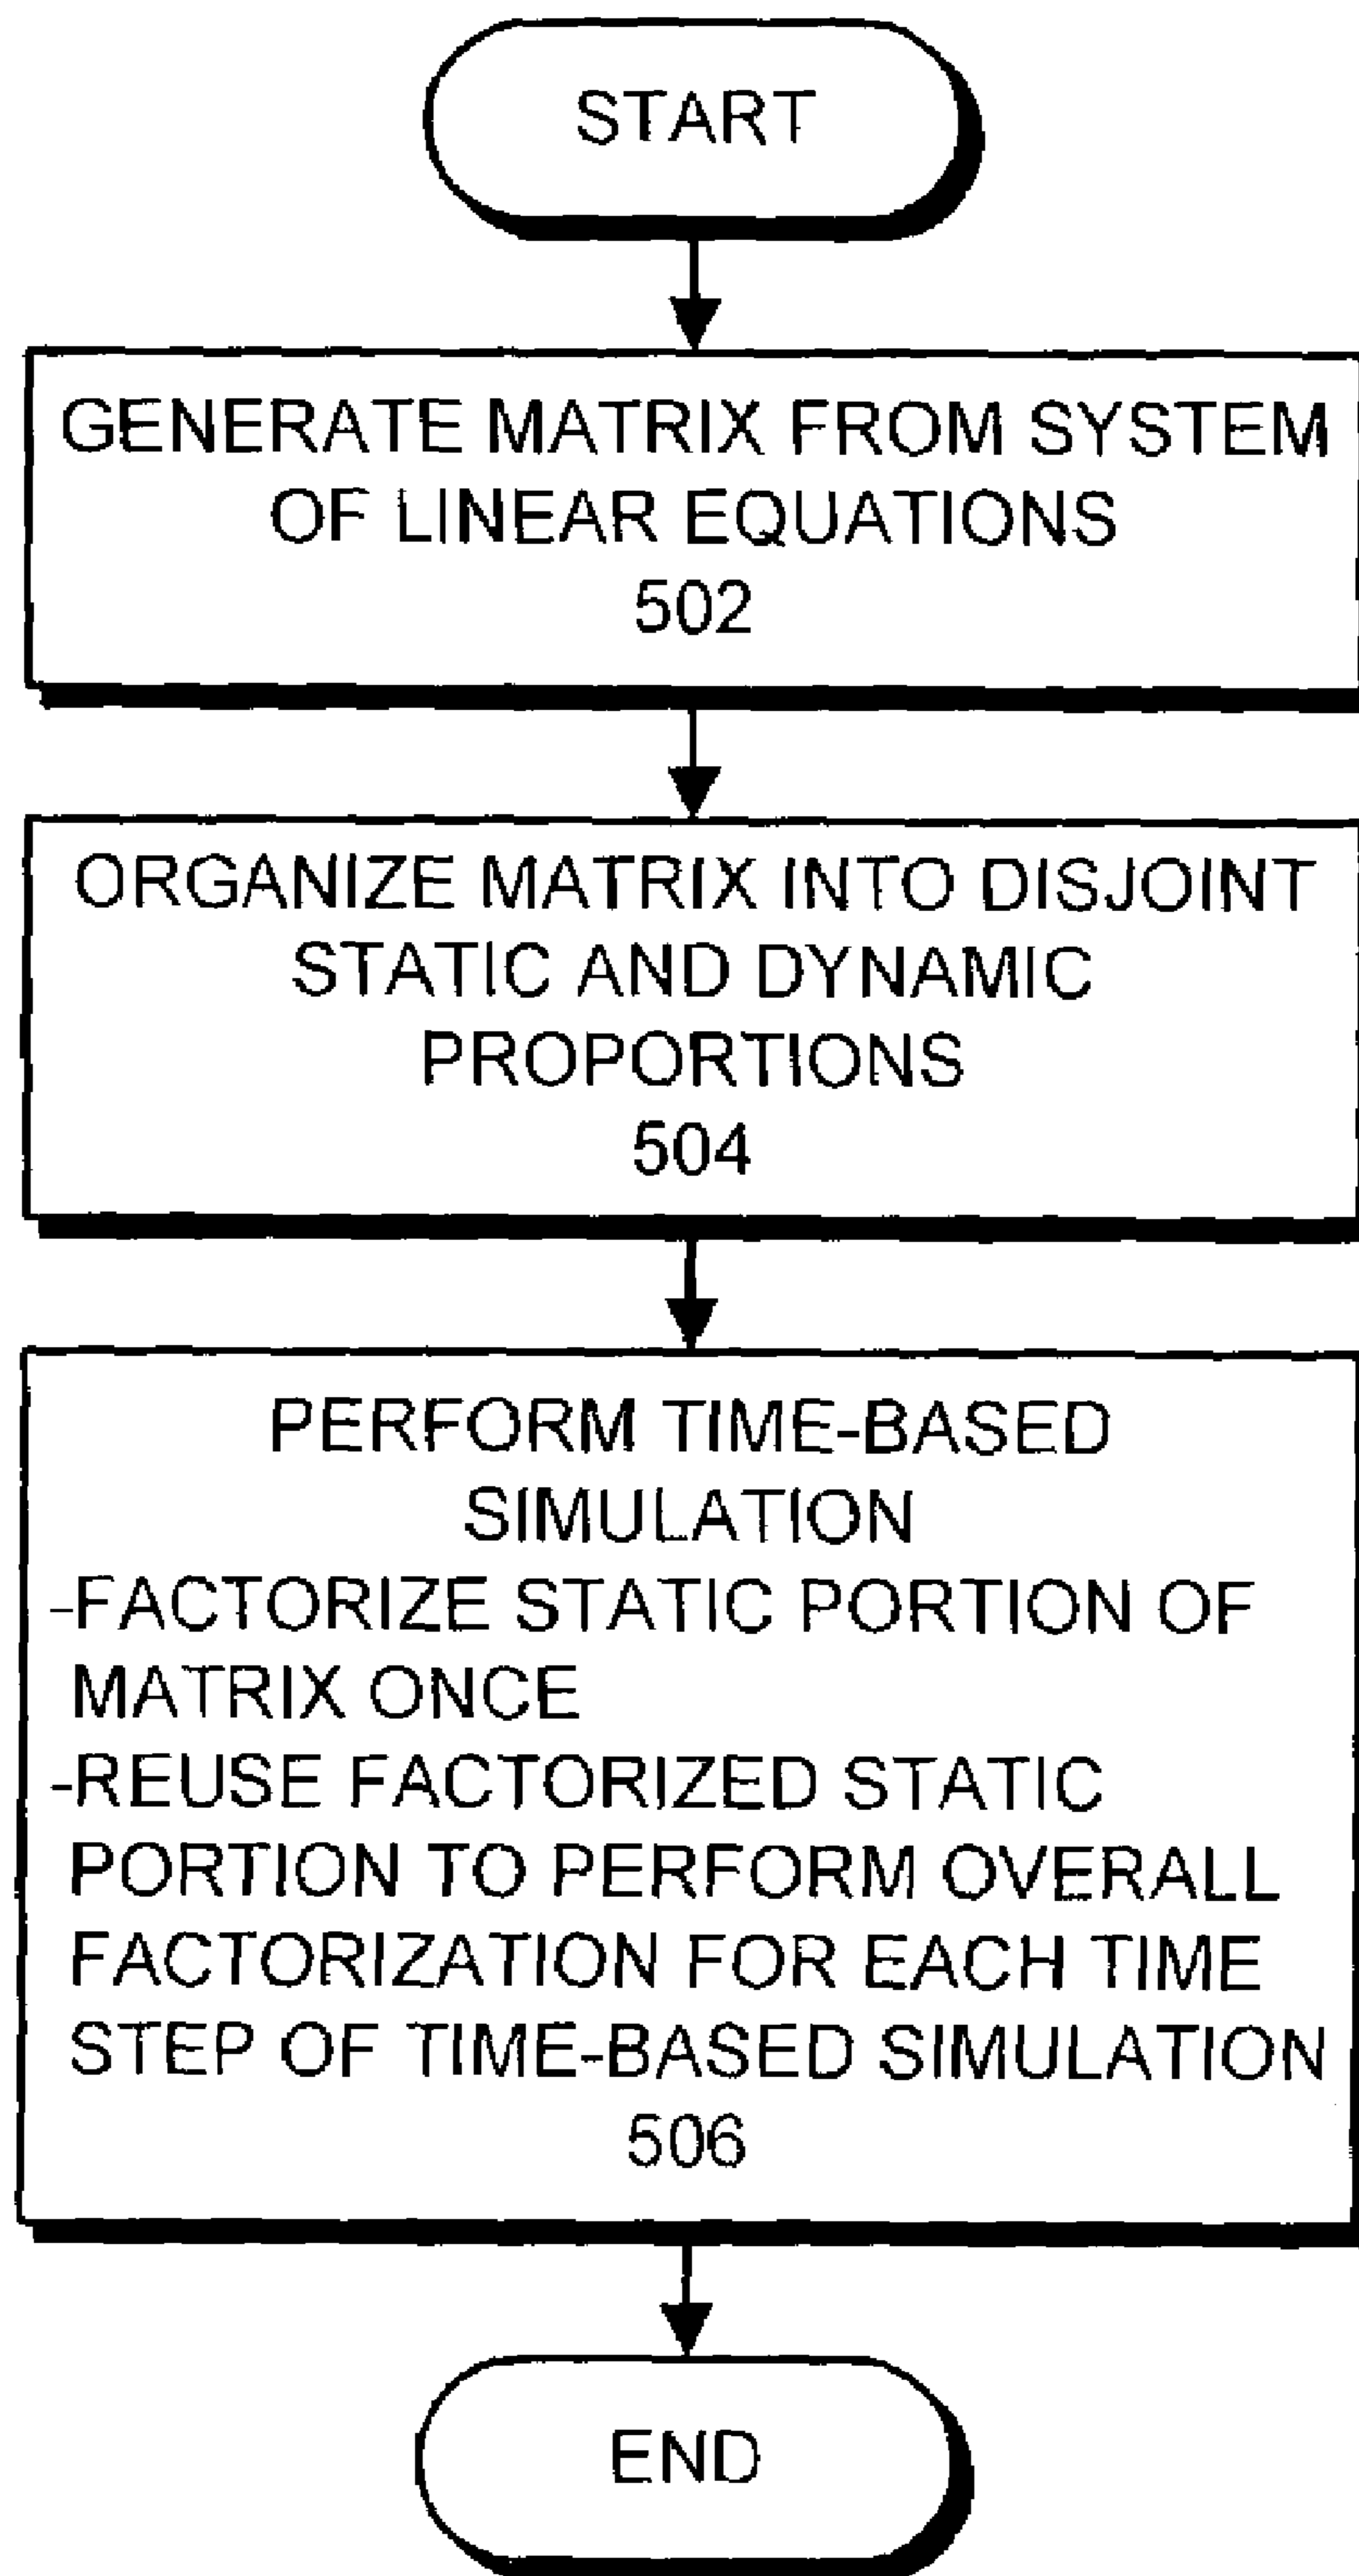 START
GENERATE MATRIX FROM SYSTEM
OF LINEAR EQUATIONS
502
ORGANIZE MATRIX INTO DISJOINT
STATIC AND DYNAMIC
PROPORTIONS
504
PERFORM TIME-BASED
SIMULATION
-FACTORIZE STATIC PORTION OF
MATRIX ONCE
-REUSE FACTORIZED STATIC
PORTION TO PERFORM OVERALL
FACTORIZATION FOR EACH TIME
STEP OF TIME-BASED SIMULATION
506
END